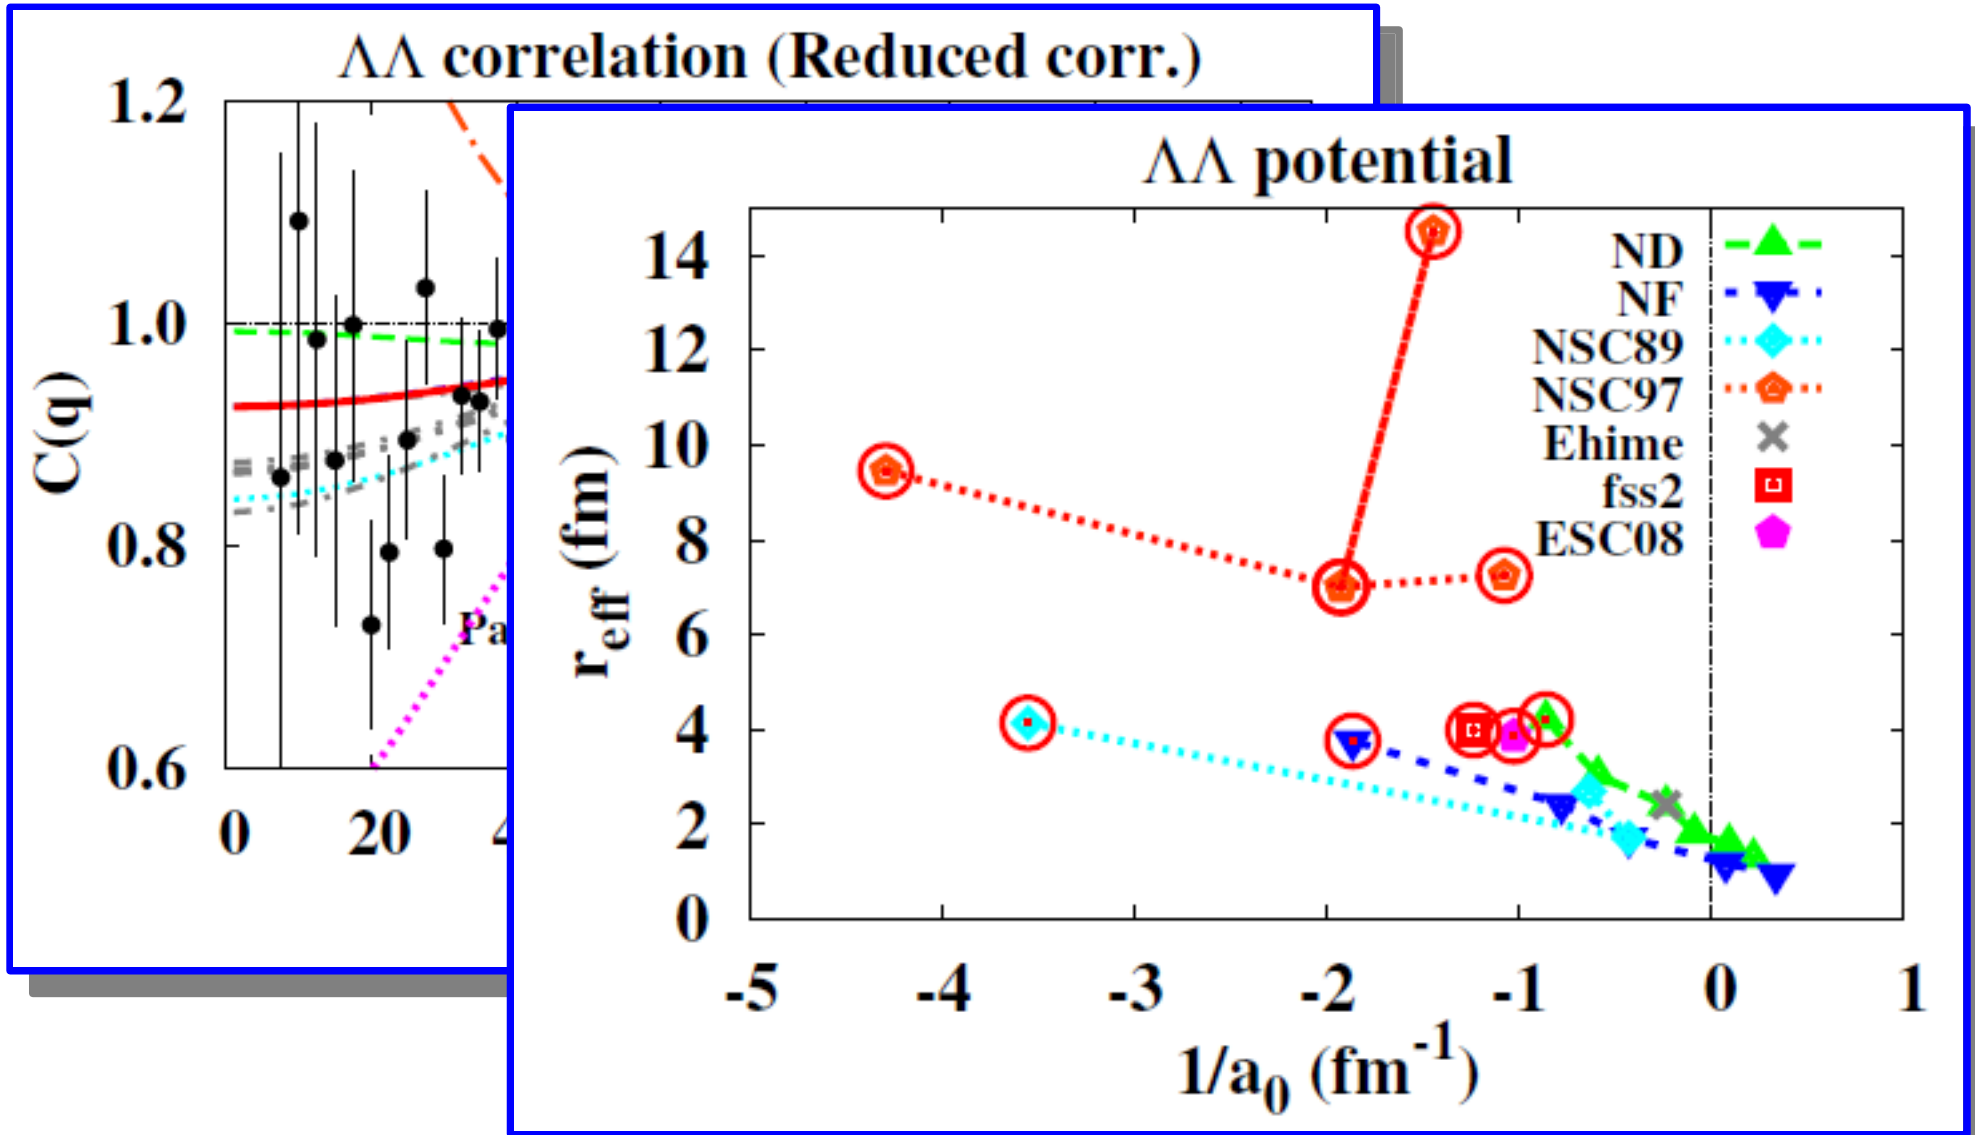 ΛΛ correlation (Reduced corr.)
1.2
1.0
0.8
0.6
C(q)
0 20 4
Pa
ΛΛ potential
14
12
10
8
6
4
2
0
r_eff (fm)
ND
NF
NSC89
NSC97
Ehime
fss2
ESC08
-5 -4 -3 -2 -1 0 1
1/a_0 (fm^-1)